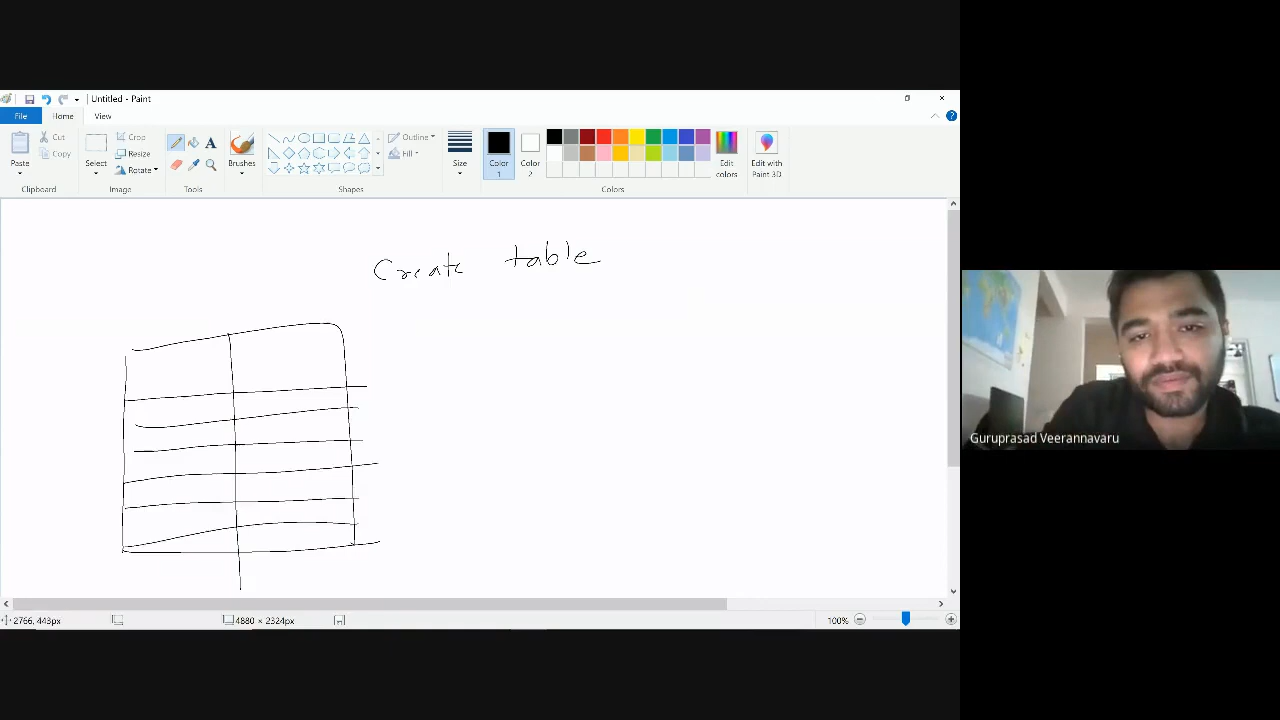 Untitled - Paint
File Home View
Paste
Cut
Copy
Clipboard
Select
Crop
Resize
Rotate
Image
A
Tools
Brushes
Shapes
Outline
Fill
Size
Color 1
Color 2
Colors
Edit colors
Edit with Paint 3D
Create table
Guruprasad Veerannavaru
2766, 443px
4880 × 2324px
100%